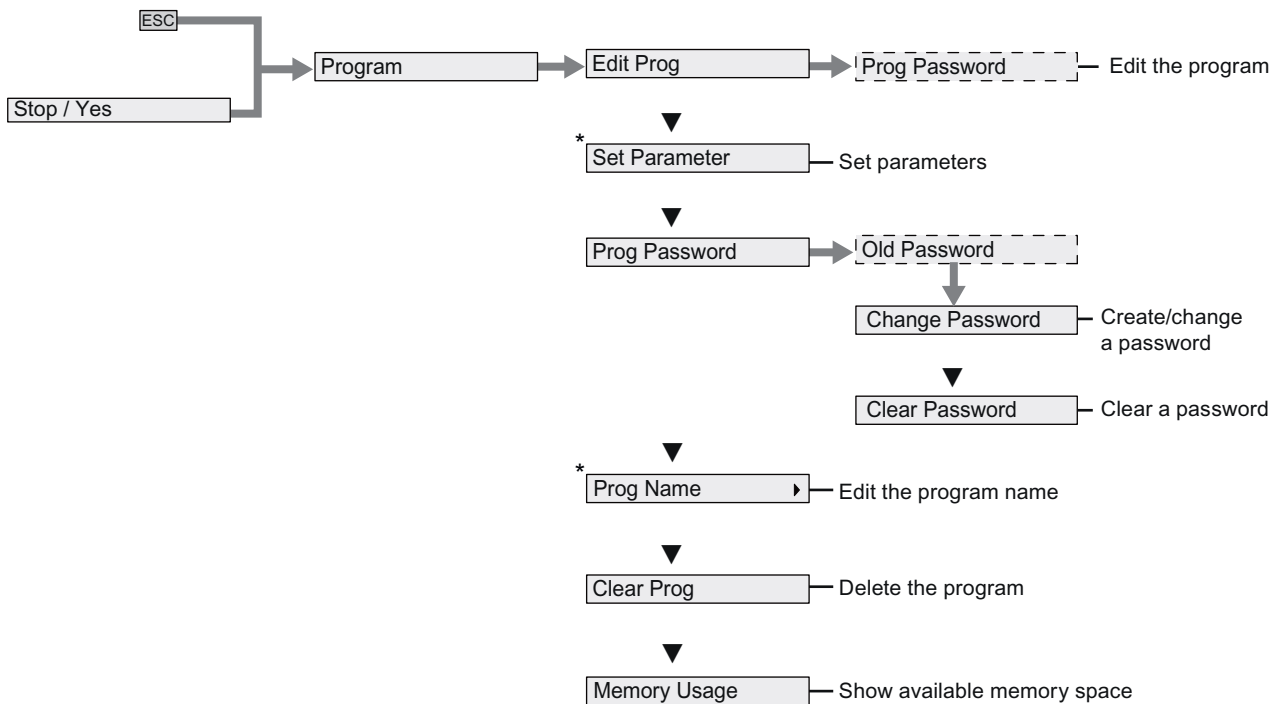 ESC
Program
Edit Prog
Prog Password
Edit the program
Stop / Yes
*
Set Parameter
Set parameters
Prog Password
Old Password
Change Password
Create/change
a password
Clear Password
Clear a password
*
Prog Name
Edit the program name
Clear Prog
Delete the program
Memory Usage
Show available memory space